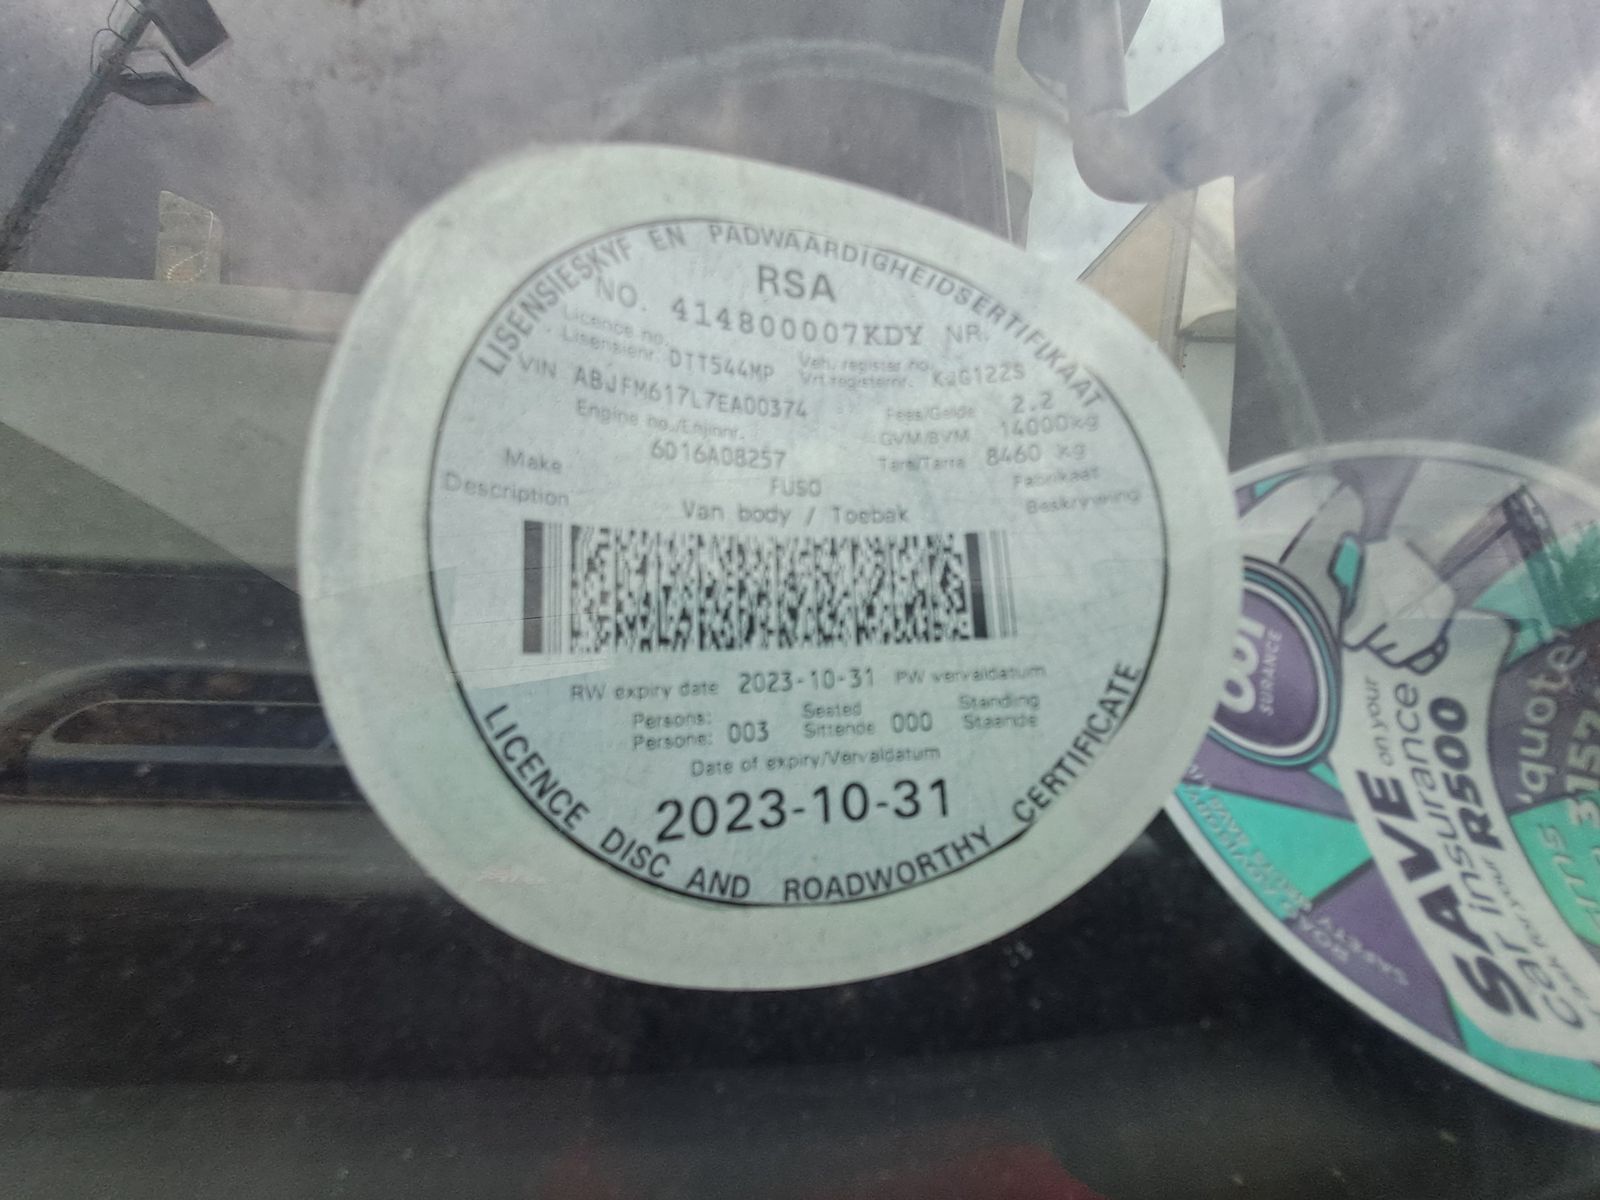 LISENSIESKYF EN PADWAARDIGHEIDSERTIFIKAAT
RSA
NO. 414800007KDY NR.
Licence no.
Lisensienr. DTT544MP
Veh. register no.
Vrt registernr.
VIN ABJFM617L7EA00374
Fees/Gelde 2.2
Engine no./Enjinnr.
GVM/BVM 14000kg
6D16A08257
Tare/Tarra 8460 kg
Make FUSO Fabrikaat
Description Van body / Toebak Beskrywing
RW expiry date 2023-10-31 PW vervaldatum
Persons: Seated Standing
Persone: 003 Sittende 000 Staande
Date of expiry/Vervaldatum
2023-10-31
LICENCE DISC AND ROADWORTHY CERTIFICATE
SURANCE
SAVE on your
car insurance
R500
'quote'